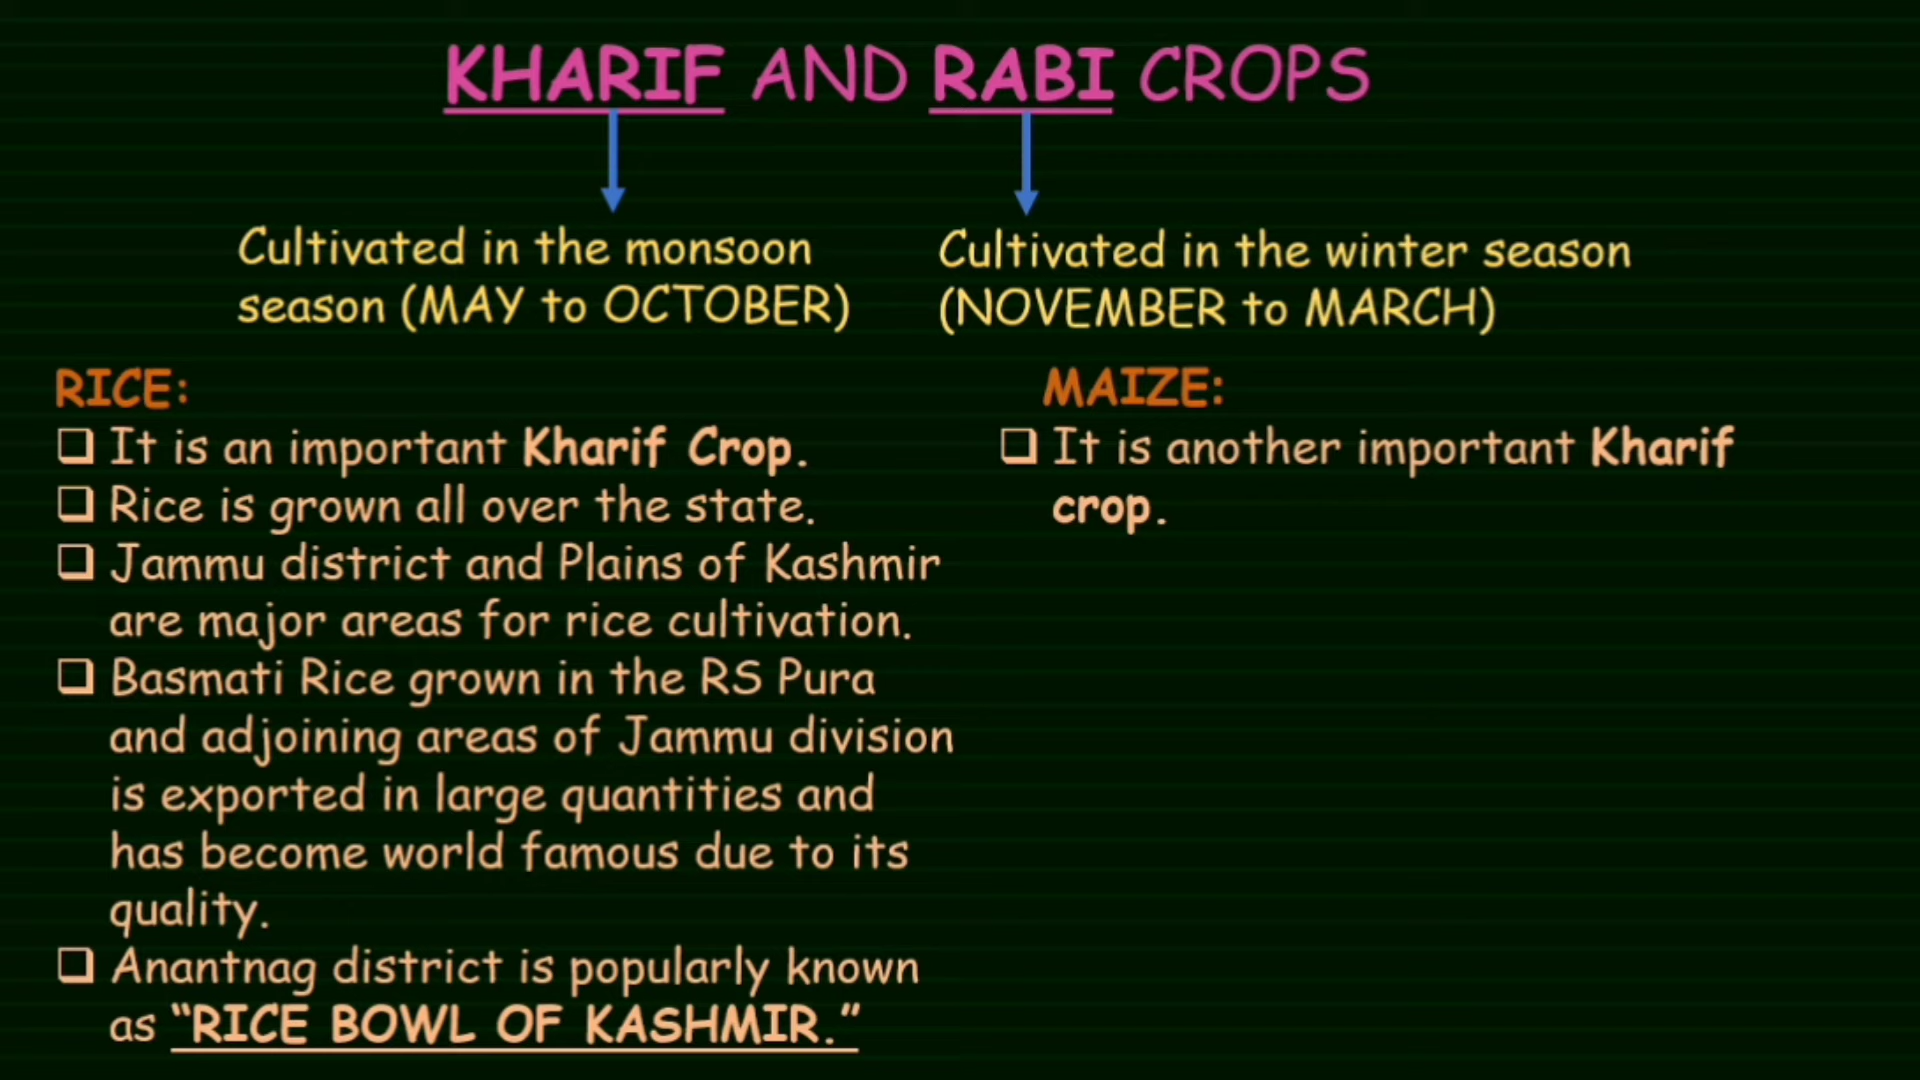 KHARIF AND RABI CROPS
Cultivated in the monsoon
season (MAY to OCTOBER)
Cultivated in the winter season
(NOVEMBER to MARCH)
RICE:
❑ It is an important Kharif Crop.
❑ Rice is grown all over the state.
❑ Jammu district and Plains of Kashmir
are major areas for rice cultivation.
❑ Basmati Rice grown in the RS Pura
and adjoining areas of Jammu division
is exported in large quantities and
has become world famous due to its
quality.
❑ Anantnag district is popularly known
as “RICE BOWL OF KASHMIR.”
MAIZE:
❑ It is another important Kharif
crop.